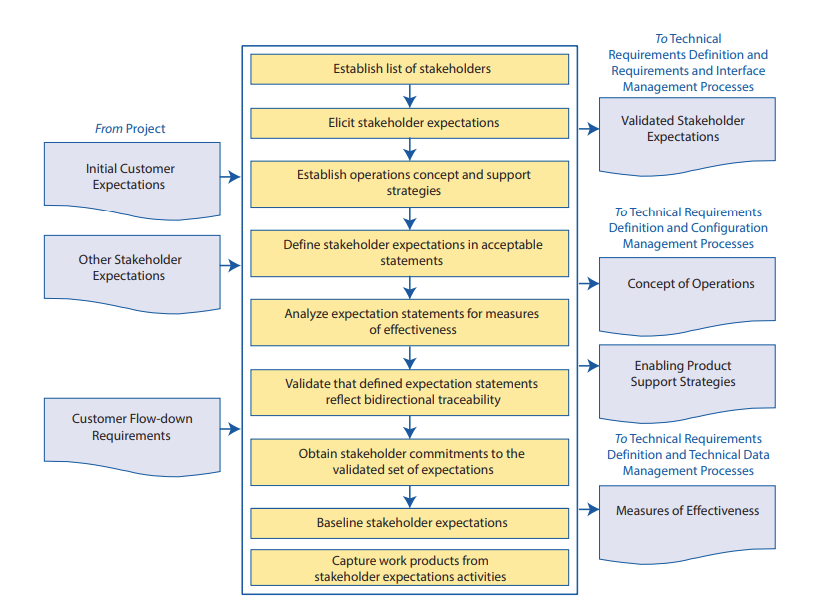 From Project
Initial Customer
Expectations
Other Stakeholder
Expectations
Customer Flow-down
Requirements
Establish list of stakeholders
Elicit stakeholder expectations
Establish operations concept and support
strategies
Define stakeholder expectations in acceptable
statements
Analyze expectation statements for measures
of effectiveness
Validate that defined expectation statements
reflect bidirectional traceability
Obtain stakeholder commitments to the
validated set of expectations
Baseline stakeholder expectations
Capture work products from
stakeholder expectations activities
To Technical
Requirements Definition and
Requirements and Interface
Management Processes
Validated Stakeholder
Expectations
To Technical Requirements
Definition and Configuration
Management Processes
Concept of Operations
Enabling Product
Support Strategies
To Technical Requirements
Definition and Technical Data
Management Processes
Measures of Effectiveness